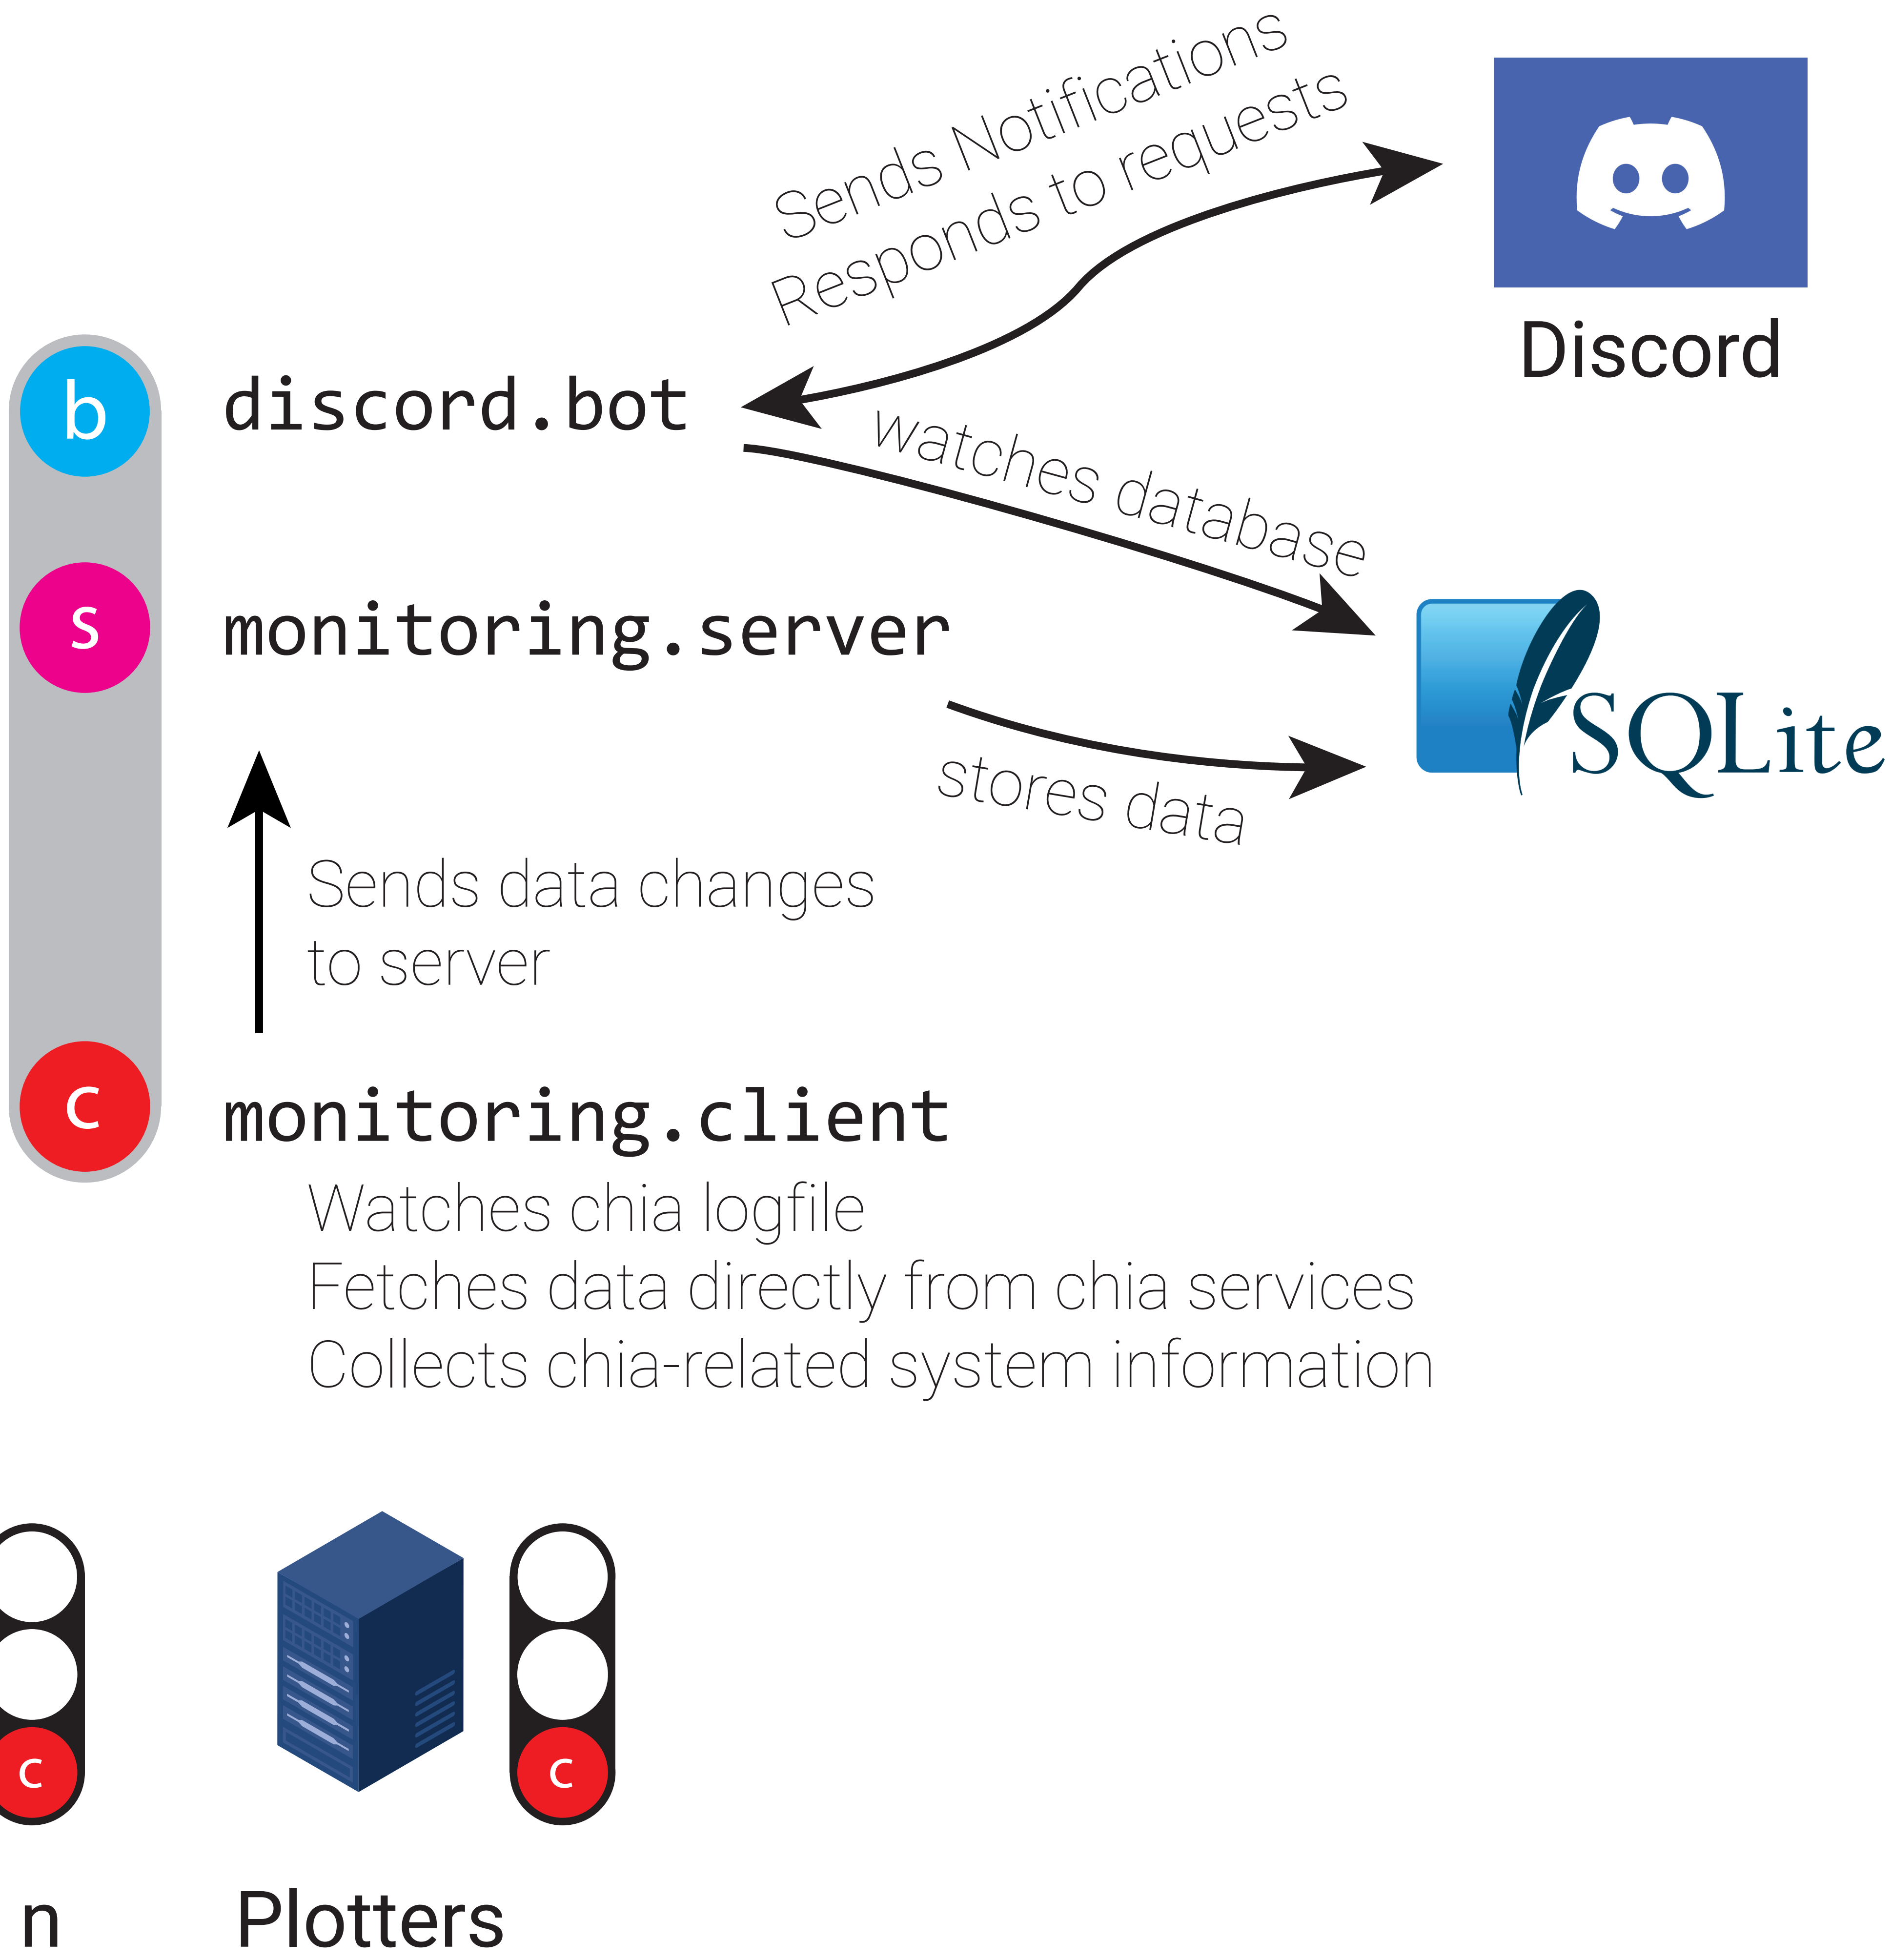 Sends Notifications
Responds to requests
Discord
b
discord.bot
watches database
s
monitoring.server
SQLite
stores data
Sends data changes
to server
c
monitoring.client
Watches chia logfile
Fetches data directly from chia services
Collects chia-related system information
c
c
n
Plotters